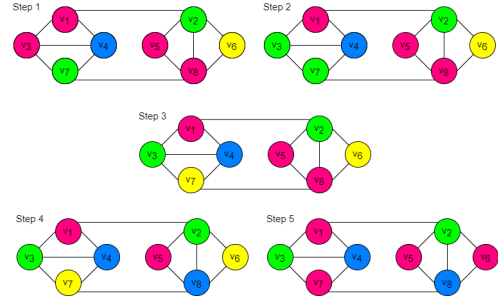 Step 1
Step 2
v1 v2 v1 v2
v3 v4 v5 v6 v3 v4 v5 v6
v7 v8 v7 v8
Step 3
v1 v2
v3 v4 v5 v6
v7 v8
Step 4
Step 5
v1 v2 v1 v2
v3 v4 v5 v6 v3 v4 v5 v6
v7 v8 v7 v8